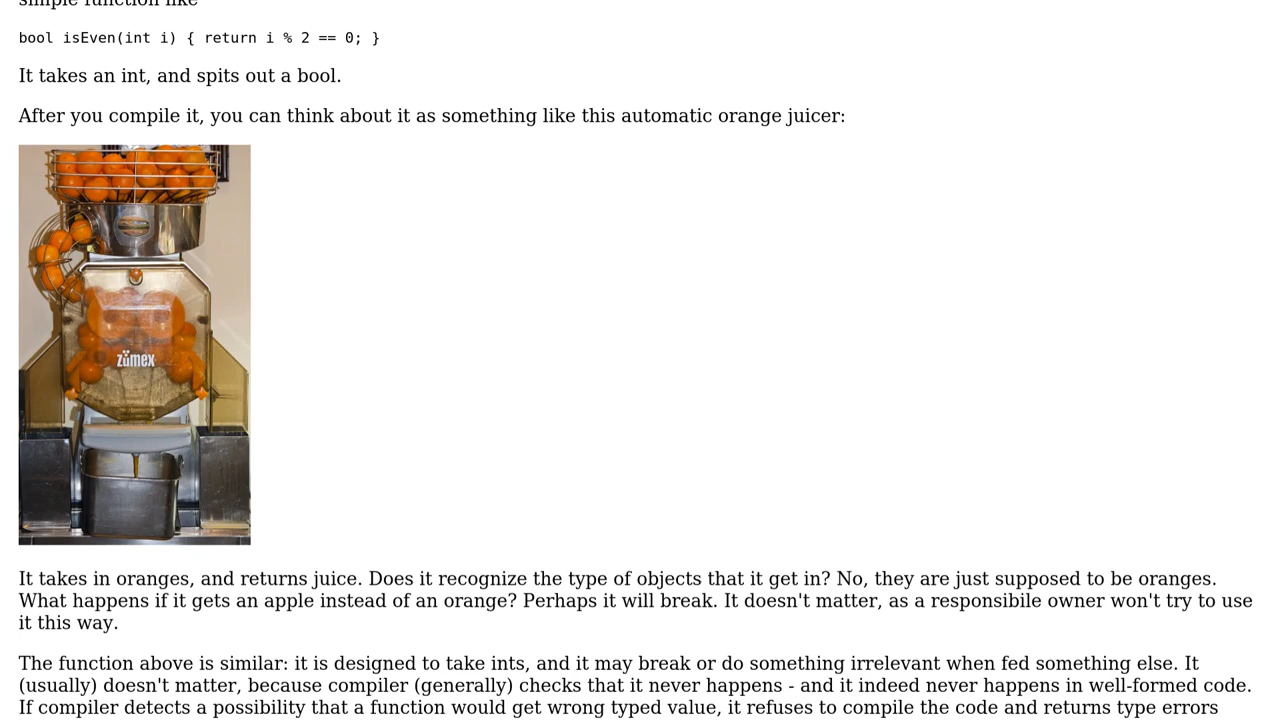 simple function like
bool isEven(int i) { return i % 2 == 0; }
It takes an int, and spits out a bool.
After you compile it, you can think about it as something like this automatic orange juicer:
zümex
It takes in oranges, and returns juice. Does it recognize the type of objects that it get in? No, they are just supposed to be oranges.
What happens if it gets an apple instead of an orange? Perhaps it will break. It doesn't matter, as a responsibile owner won't try to use
it this way.
The function above is similar: it is designed to take ints, and it may break or do something irrelevant when fed something else. It
(usually) doesn't matter, because compiler (generally) checks that it never happens - and it indeed never happens in well-formed code.
If compiler detects a possibility that a function would get wrong typed value, it refuses to compile the code and returns type errors